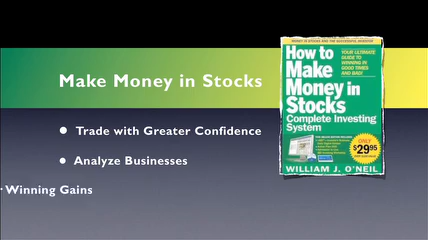 How to
Make
Money in
Stocks
YOUR ULTIMATE
GUIDE TO
WINNING IN
GOOD TIMES
AND BAD!
Complete Investing
System
ONLY
$29.95
WILLIAM J. O'NEIL
Make Money in Stocks
• Trade with Greater Confidence
• Analyze Businesses
• Winning Gains